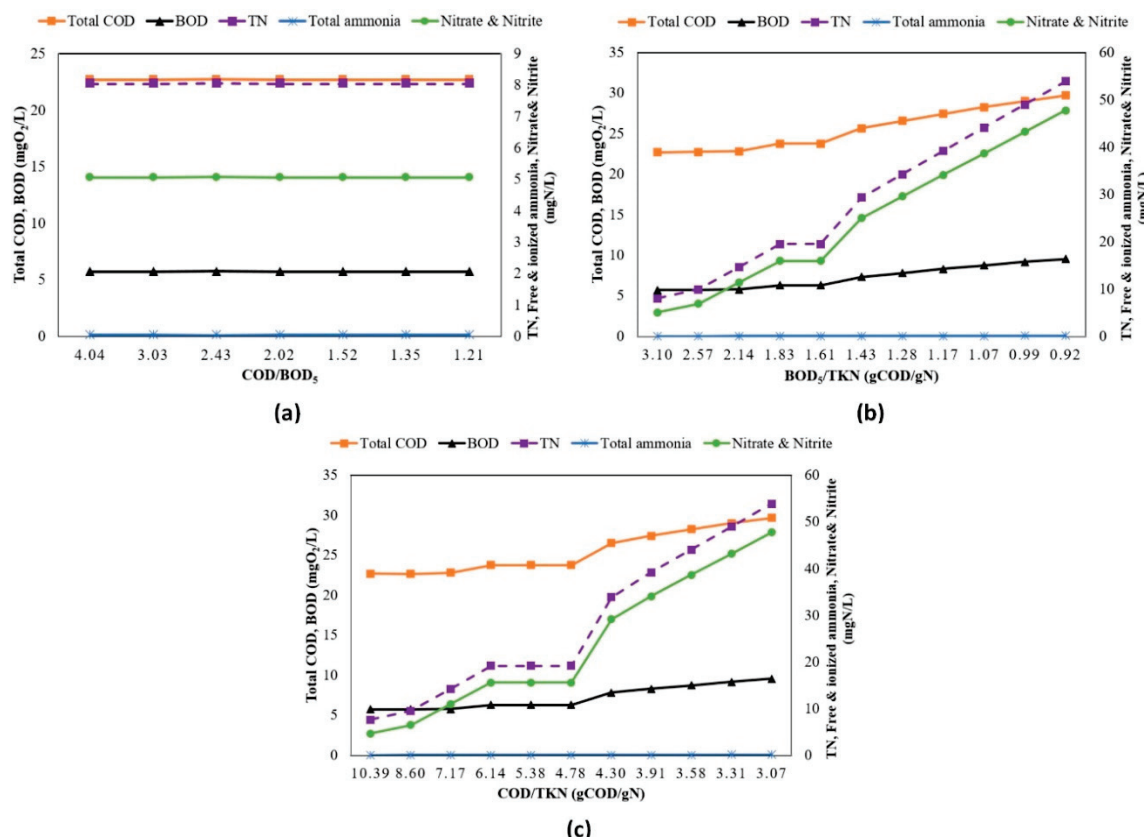 Total COD BOD TN Total ammonia Nitrate & Nitrite
25
20
15
10
5
0
Total COD, BOD (mgO₂/L)
9
8
7
6
5
4
3
2
1
0
TN, Free & ionized ammonia, Nitrate& Nitrite
(mgN/L)
4.04 3.03 2.43 2.02 1.52 1.35 1.21
COD/BOD₅
(a)
Total COD BOD TN Total ammonia Nitrate & Nitrite
35
30
25
20
15
10
5
0
Total COD, BOD (mgO₂/L)
60
50
40
30
20
10
0
TN, Free & ionized ammonia, Nitrate& Nitrite
(mgN/L)
3.10 2.57 2.14 1.83 1.61 1.43 1.28 1.17 1.07 0.99 0.92
BOD₅/TKN (gCOD/gN)
(b)
Total COD BOD TN Total ammonia Nitrate & Nitrite
35
30
25
20
15
10
5
0
Total COD, BOD (mgO₂/L)
60
50
40
30
20
10
0
TN, Free & ionized ammonia, Nitrate& Nitrite
(mgN/L)
10.39 8.60 7.17 6.14 5.38 4.78 4.30 3.91 3.58 3.31 3.07
COD/TKN (gCOD/gN)
(c)